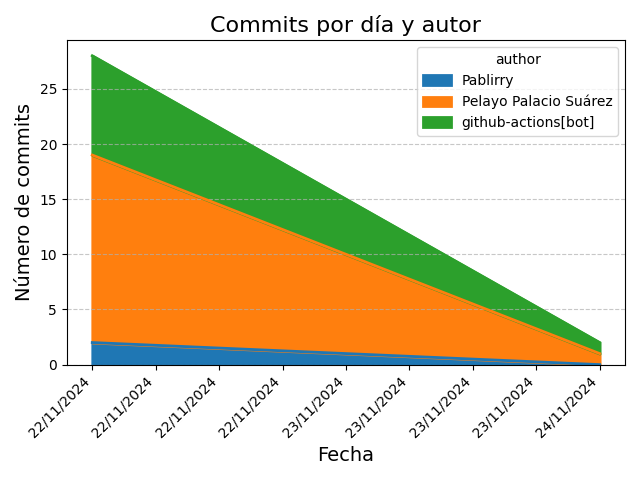 Commits por día y autor
author
Pablirry
Pelayo Palacio Suárez
github-actions[bot]
Número de commits
25
20
15
10
5
0
22/11/2024
22/11/2024
22/11/2024
22/11/2024
23/11/2024
23/11/2024
23/11/2024
23/11/2024
24/11/2024
Fecha